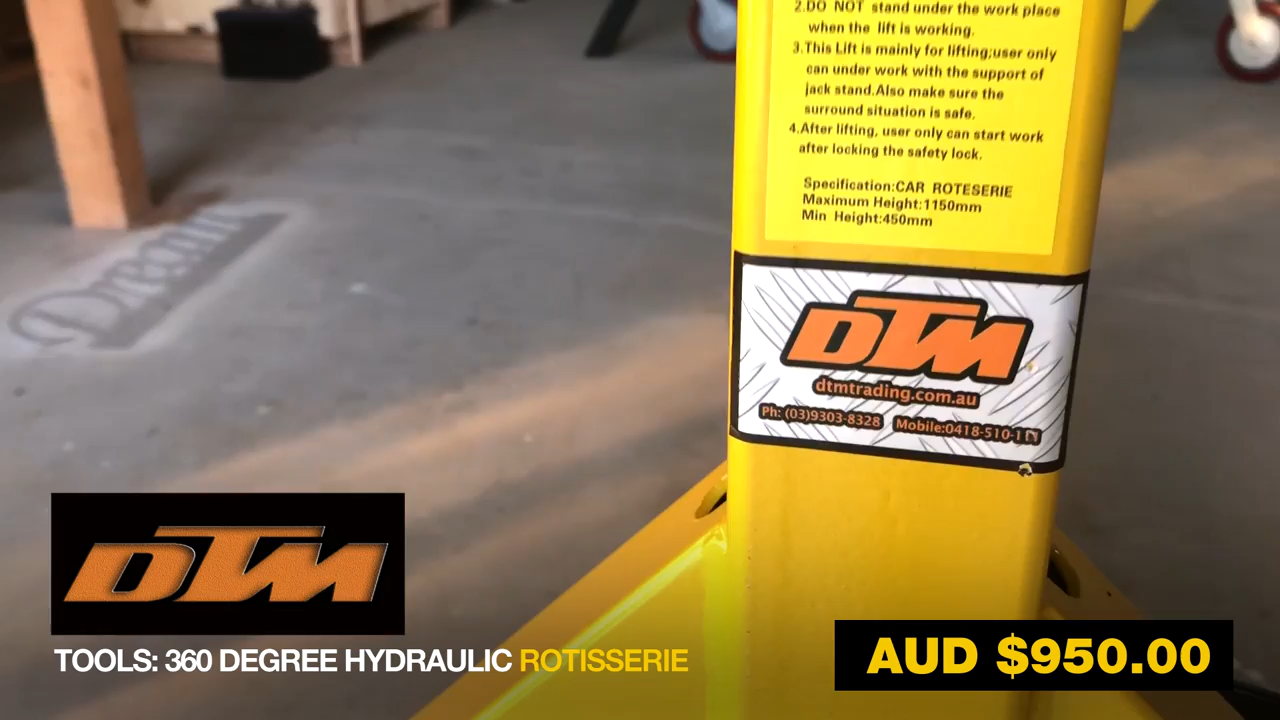 2.DO NOT stand under the work place
when the lift is working.
3.This Lift is mainly for lifting;user only
can under work with the support of
jack stand.Also make sure the
surround situation is safe.
4.After lifting, user only can start work
after locking the safety lock.
Specification:CAR ROTESERIE
Maximum Height:1150mm
Min Height:450mm
DTM
dtmtrading.com.au
Ph: (03)9303-8328 Mobile:0418-510-1
DTM
TOOLS: 360 DEGREE HYDRAULIC ROTISSERIE
AUD $950.00